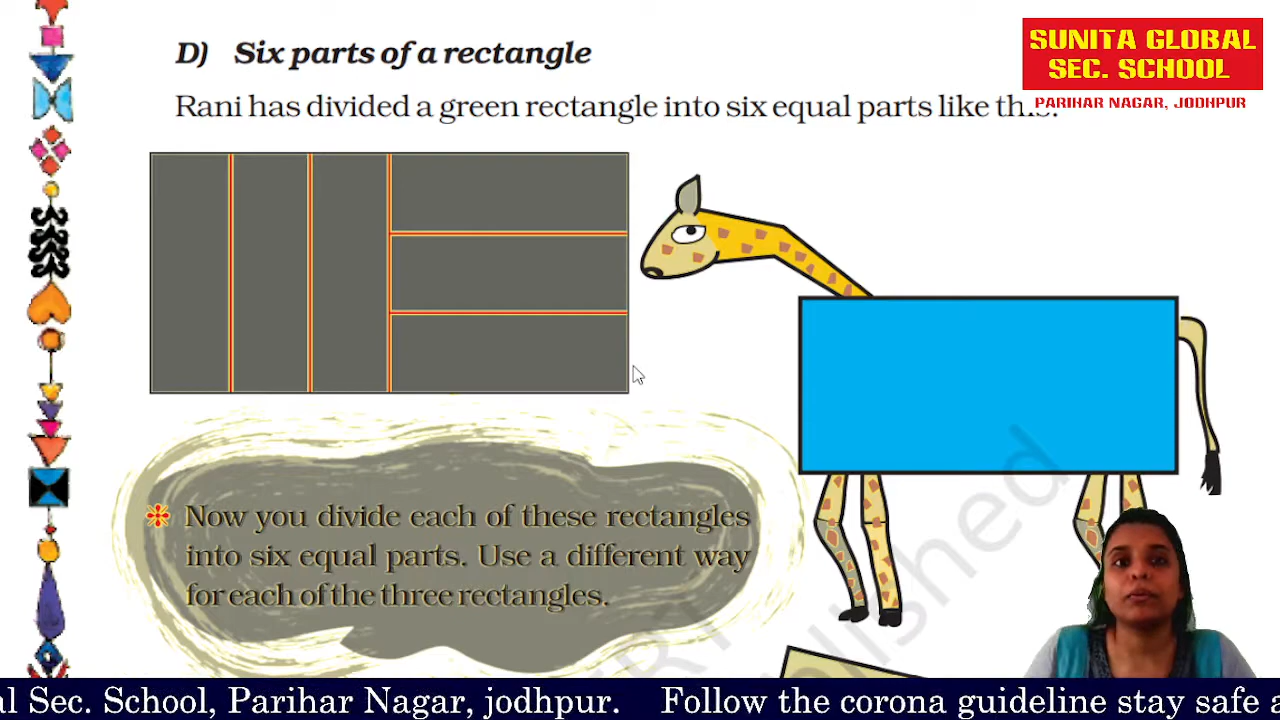 D) Six parts of a rectangle
SUNITA GLOBAL
SEC. SCHOOL
PARIHAR NAGAR, JODHPUR
Rani has divided a green rectangle into six equal parts like this.
Now you divide each of these rectangles
into six equal parts. Use a different way
for each of the three rectangles.
al Sec. School, Parihar Nagar, jodhpur. Follow the corona guideline stay safe a